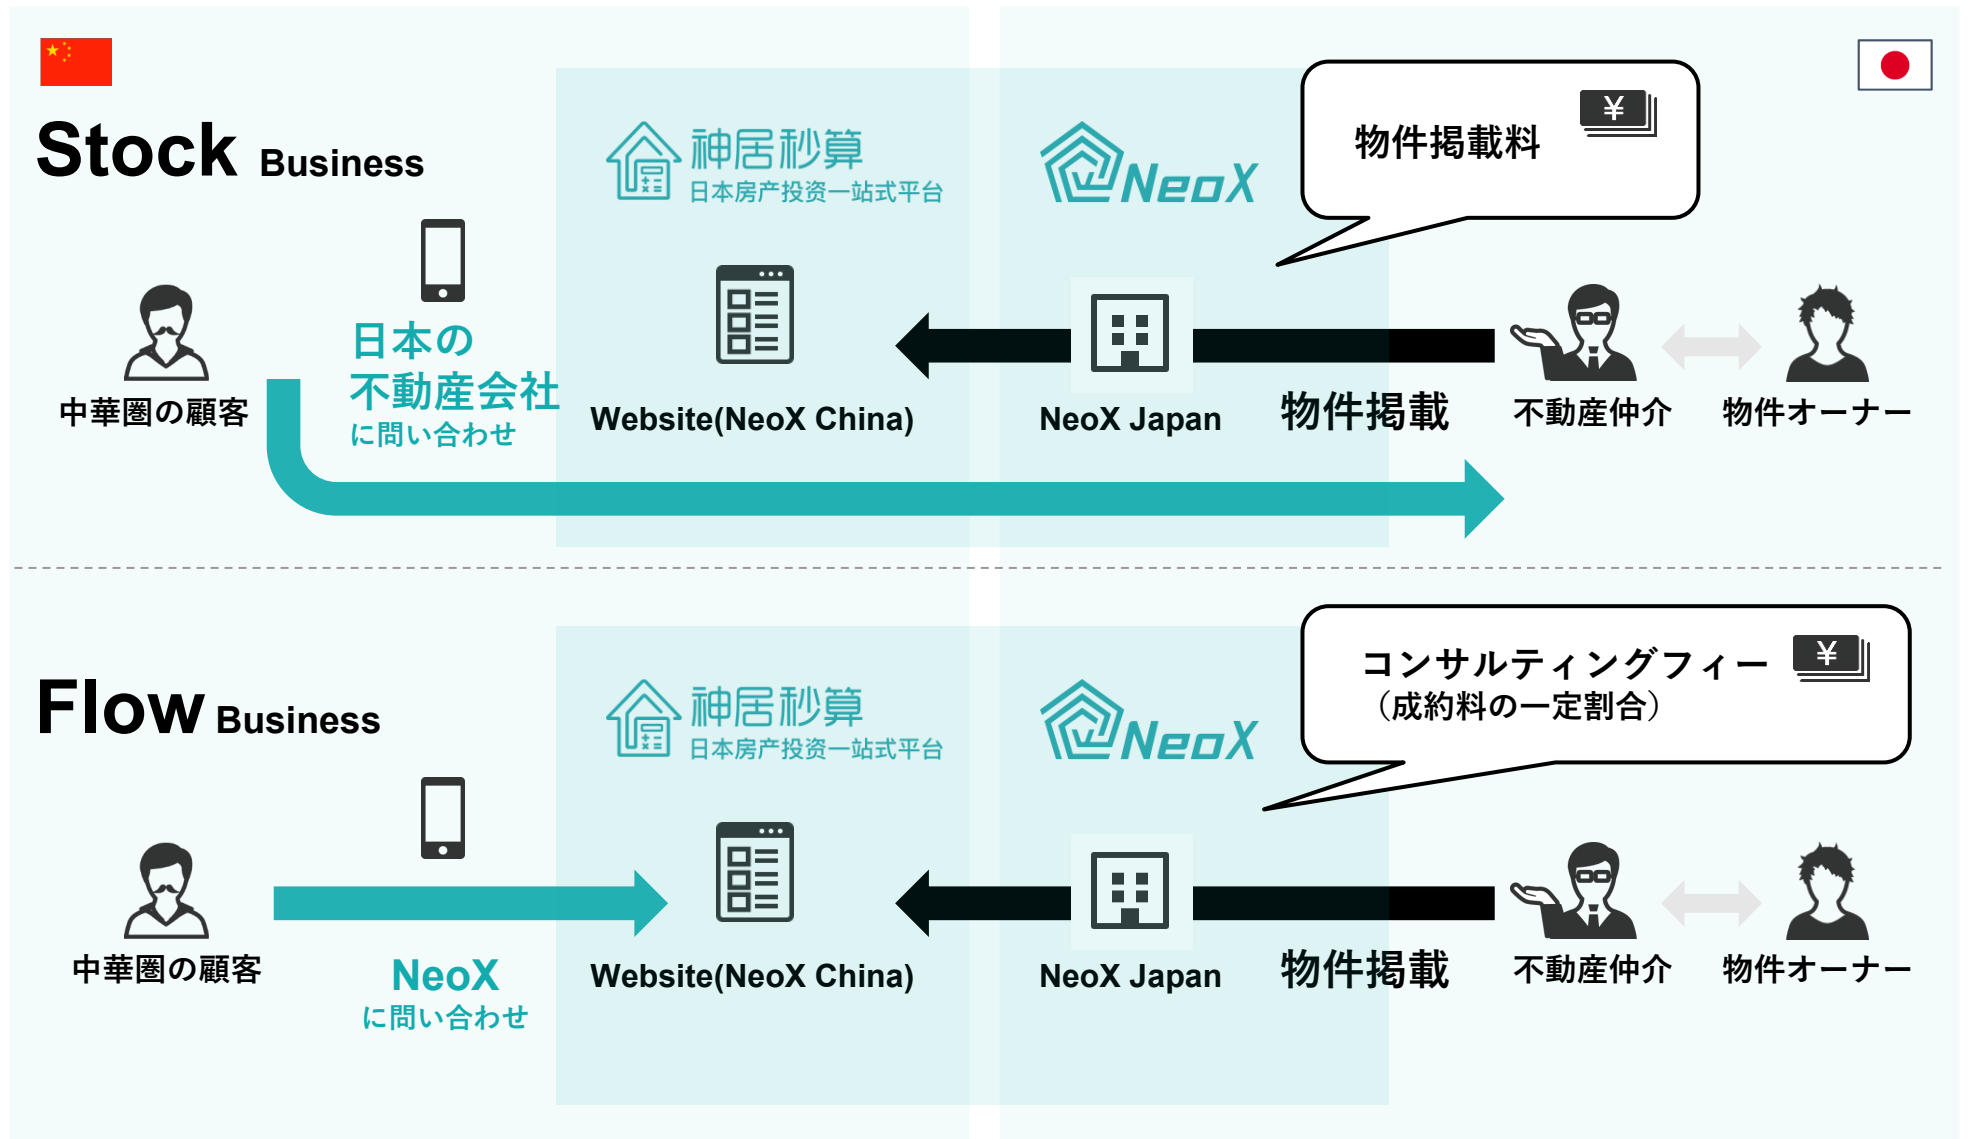 Stock Business
神居秒算
日本房产投资一站式平台
NeoX
物件掲載料
¥
日本の
不動産会社
に問い合わせ
中華圏の顧客
Website(NeoX China)
NeoX Japan
物件掲載
不動産仲介
物件オーナー
Flow Business
神居秒算
日本房产投资一站式平台
NeoX
コンサルティングフィー
（成約料の一定割合）
¥
中華圏の顧客
NeoX
に問い合わせ
Website(NeoX China)
NeoX Japan
物件掲載
不動産仲介
物件オーナー